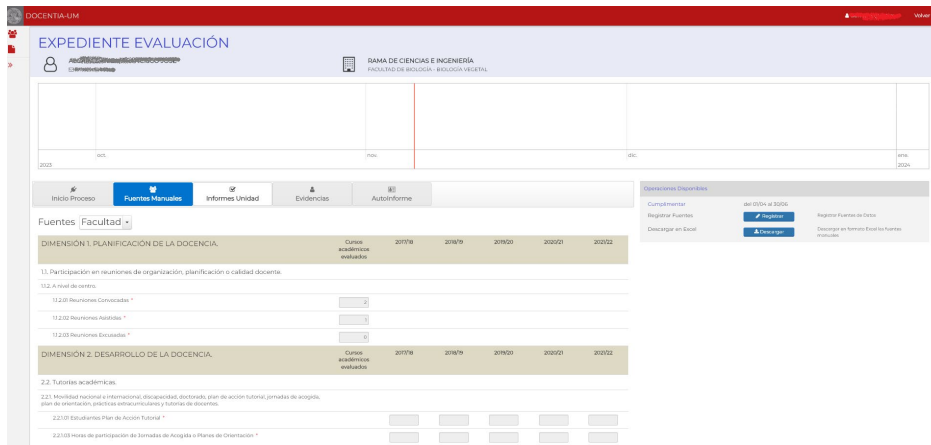 DOCENTIA-UM
Volver
EXPEDIENTE EVALUACIÓN
RAMA DE CIENCIAS E INGENIERÍA
FACULTAD DE BIOLOGÍA - BIOLOGÍA VEGETAL
oct. nov. dic. ene.
2023 2024
Inicio Proceso Fuentes Manuales Informes Unidad Evidencias Autoinforme
Operaciones Disponibles
Cumplimentar del 01/04 al 30/06
Registrar Fuentes Registrar Registrar Fuentes de Datos
Descargar en Excel Descargar Descargar en formato Excel las fuentes
manuales
Fuentes Facultad
DIMENSIÓN 1. PLANIFICACIÓN DE LA DOCENCIA. Cursos académicos evaluados 2017/18 2018/19 2019/20 2020/21 2021/22
1.1. Participación en reuniones de organización, planificación o calidad docente.
1.1.2. A nivel de centro.
1.1.2.01 Reuniones Convocadas * 2
1.1.2.02 Reuniones Asistidas * 1
1.1.2.03 Reuniones Excusadas * 0
DIMENSIÓN 2. DESARROLLO DE LA DOCENCIA. Cursos académicos evaluados 2017/18 2018/19 2019/20 2020/21 2021/22
2.2. Tutorías académicas.
2.2.1. Movilidad nacional e internacional, discapacidad, doctorado, plan de acción tutorial, jornadas de acogida,
plan de orientación, prácticas extracurriculares y tutorías de docentes.
2.2.1.01 Estudiantes Plan de Acción Tutorial *
2.2.1.03 Horas de participación de Jornadas de Acogida o Planes de Orientación *